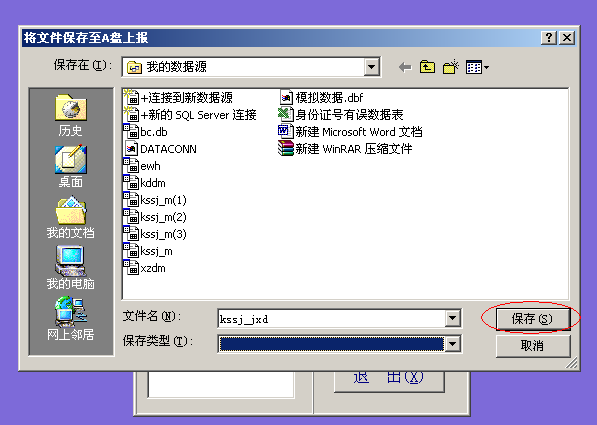 将文件保存至A盘上报
保存在(I):
我的数据源
历史
桌面
我的文档
我的电脑
网上邻居
+连接到新数据源
+新的 SQL Server 连接
bc.db
DATACONN
ewh
kddm
kssj_m(1)
kssj_m(2)
kssj_m(3)
kssj_m
xzdm
模拟数据.dbf
身份证号有误数据表
新建 Microsoft Word 文档
新建 WinRAR 压缩文件
文件名(N):
kssj_jxd
保存(S)
保存类型(T):
取消
退 出(X)